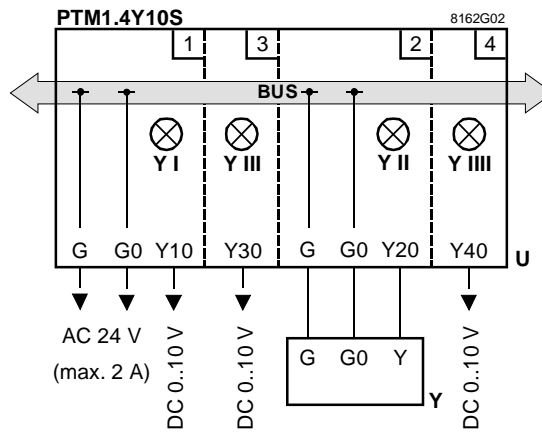 PTM1.4Y10S
8162G02
1 3 2 4
BUS
Y I Y III Y II Y IIII
G G0 Y10 Y30 G G0 Y20 Y40
U
AC 24 V
(max. 2 A)
DC 0..10 V
DC 0..10 V
G G0 Y
Y
DC 0..10 V